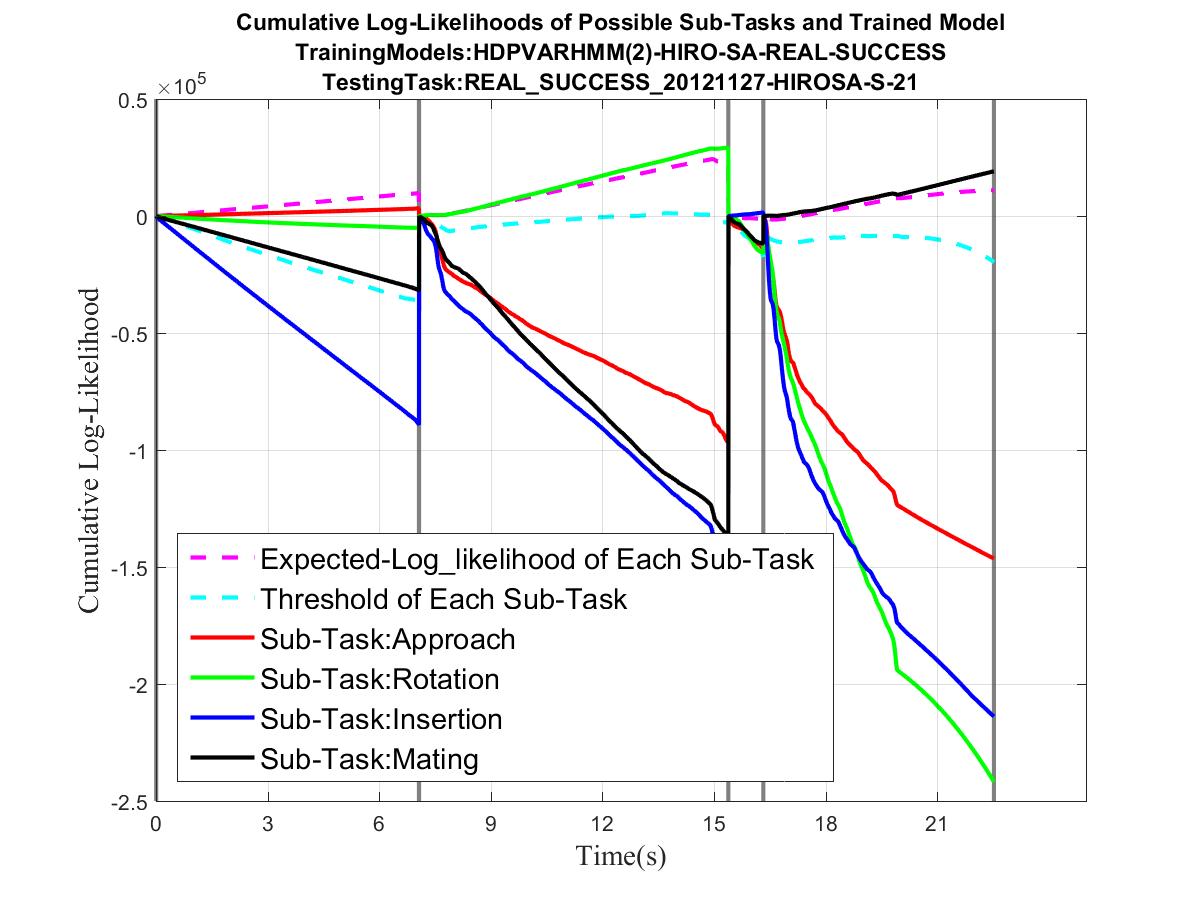 Cumulative Log-Likelihoods of Possible Sub-Tasks and Trained Model
TrainingModels:HDPVARHMM(2)-HIRO-SA-REAL-SUCCESS
TestingTask:REAL_SUCCESS_20121127-HIROSA-S-21
×10^5
0.5
0
-0.5
-1
-1.5
-2
-2.5
Cumulative Log-Likelihood
Expected-Log_likelihood of Each Sub-Task
Threshold of Each Sub-Task
Sub-Task:Approach
Sub-Task:Rotation
Sub-Task:Insertion
Sub-Task:Mating
0 3 6 9 12 15 18 21
Time(s)